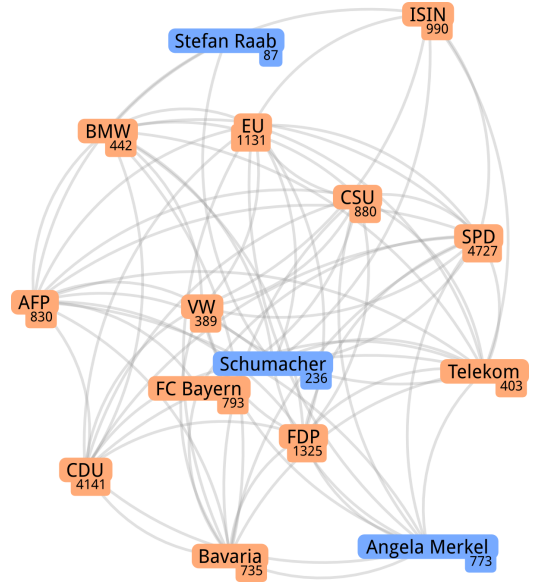 ISIN
990
Stefan Raab
87
BMW
442
EU
1131
CSU
880
SPD
4727
AFP
830
VW
389
Schumacher
236
Telekom
403
FC Bayern
793
FDP
1325
CDU
4141
Bavaria
735
Angela Merkel
773